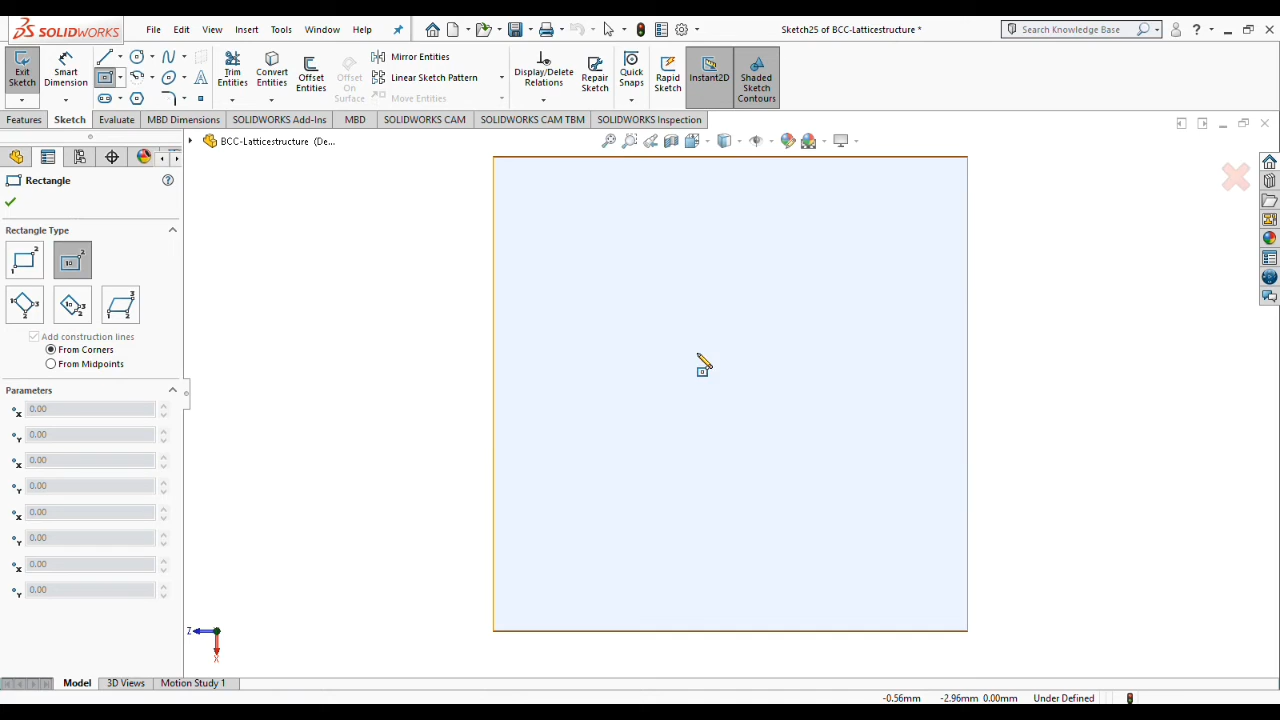 SOLIDWORKS File Edit View Insert Tools Window Help Sketch25 of BCC-Latticestructure * Search Knowledge Base
Exit Sketch
Smart Dimension
Trim Entities
Convert Entities
Offset Entities
Offset On Surface
Mirror Entities
Linear Sketch Pattern
Move Entities
Display/Delete Relations
Repair Sketch
Quick Snaps
Rapid Sketch
Instant2D
Shaded Sketch Contours
Features Sketch Evaluate MBD Dimensions SOLIDWORKS Add-Ins MBD SOLIDWORKS CAM SOLIDWORKS CAM TBM SOLIDWORKS Inspection
BCC-Latticestructure (De...
Rectangle
Rectangle Type
Add construction lines
From Corners
From Midpoints
Parameters
X 0.00
Y 0.00
X 0.00
Y 0.00
X 0.00
Y 0.00
X 0.00
Y 0.00
Z
X
Model 3D Views Motion Study 1
-0.56mm -2.96mm 0.00mm Under Defined